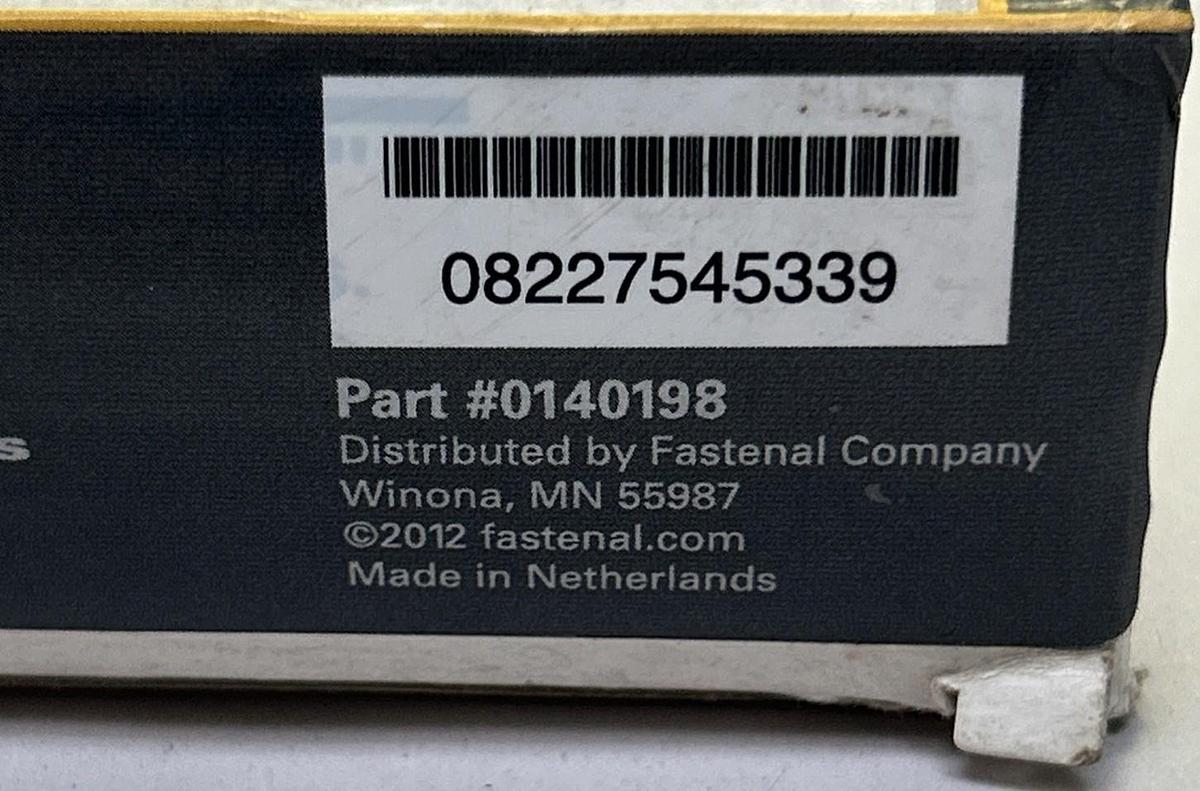 08227545339
Part #0140198
s
Distributed by Fastenal Company
Winona, MN 55987
©2012 fastenal.com
Made in Netherlands